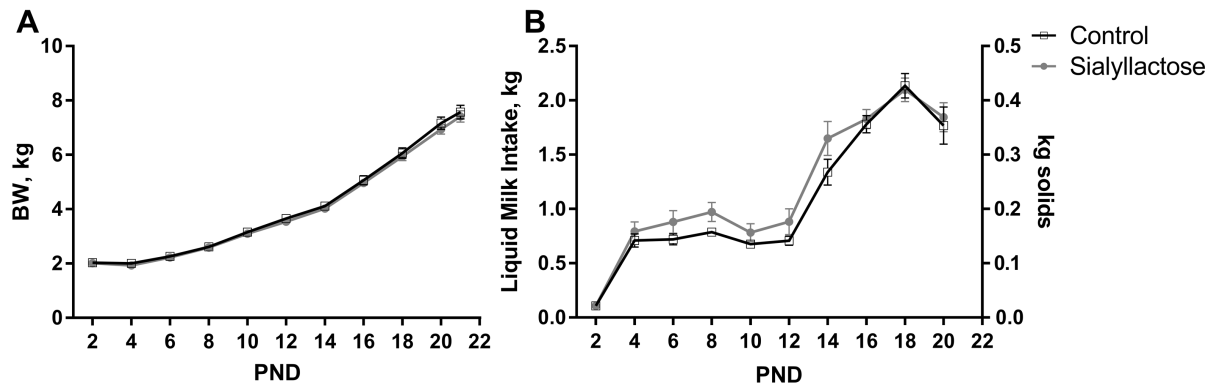 A
BW, kg
10
8
6
4
2
0
2 4 6 8 10 12 14 16 18 20 22
PND
B
Liquid Milk Intake, kg
2.5
2.0
1.5
1.0
0.5
0.0
2 4 6 8 10 12 14 16 18 20 22
PND
0.5
0.4
0.3
0.2
0.1
0.0
kg solids
Control
Sialyllactose